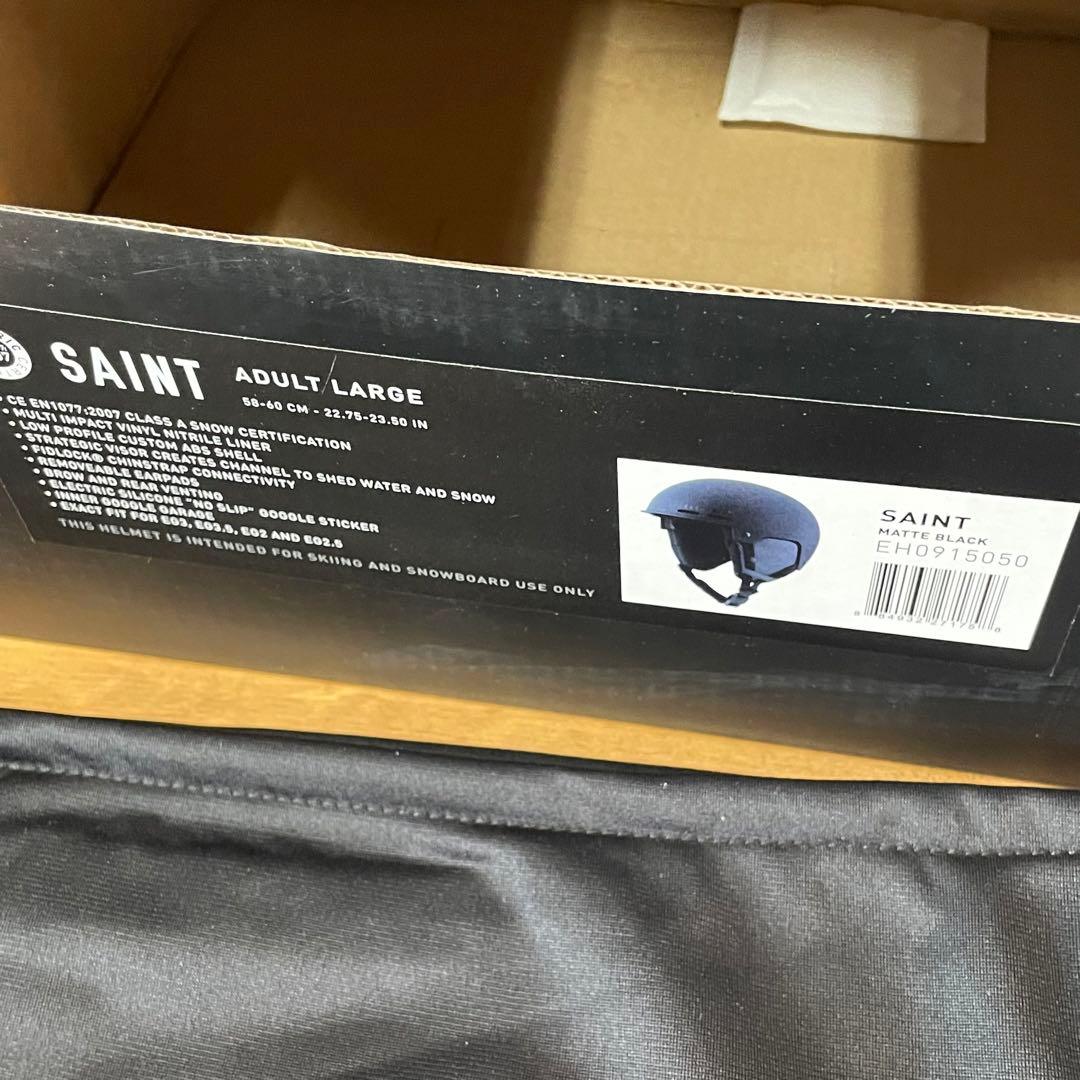 SAINT
ADULT LARGE
58-60 CM - 22.75-23.50 IN
• CE EN1077:2007 CLASS A SNOW CERTIFICATION
• MULTI IMPACT VINYL NITRILE LINER
• LOW PROFILE CUSTOM ABS SHELL
• STRATEGIC VISOR CREATES CHANNEL TO SHED WATER AND SNOW
• FIDLOCK® CHINSTRAP CONNECTIVITY
• REMOVEABLE EARPADS
• BROW AND REAR VENTING
• ELECTRIC SILICONE "NO SLIP" GOGGLE STICKER
• INNER GOGGLE GARAGE
• EXACT FIT FOR EG3, EG3.5, EG2 AND EG2.5
THIS HELMET IS INTENDED FOR SKIING AND SNOWBOARD USE ONLY
SAINT
MATTE BLACK
EH0915050